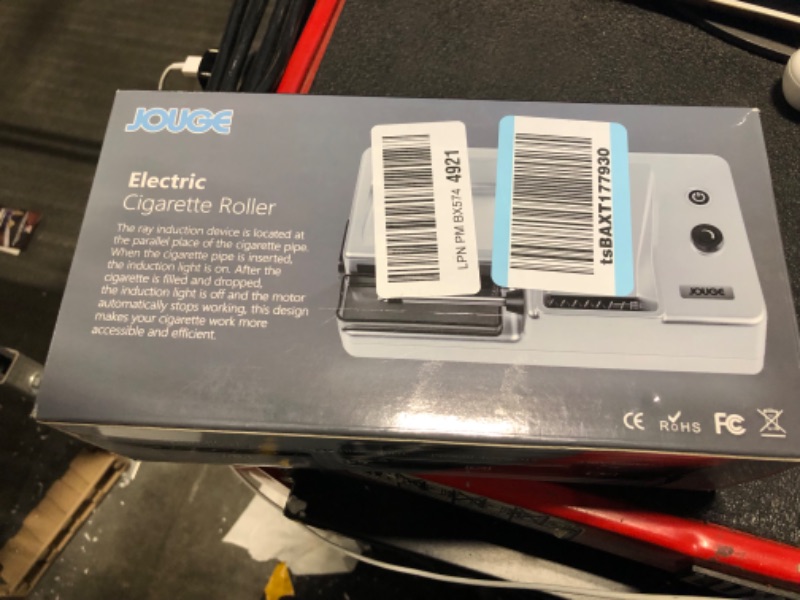 JOUGE
Electric
Cigarette Roller
The ray induction device is located at
the parallel place of the cigarette pipe.
When the cigarette pipe is inserted,
the induction light is on. After the
cigarette is filled and dropped,
the induction light is off and the motor
automatically stops working, this design
makes your cigarette work more
accessible and efficient.
LPN PM BX574 4921
tsBAXT177930
JOUGE
CE RoHS FC